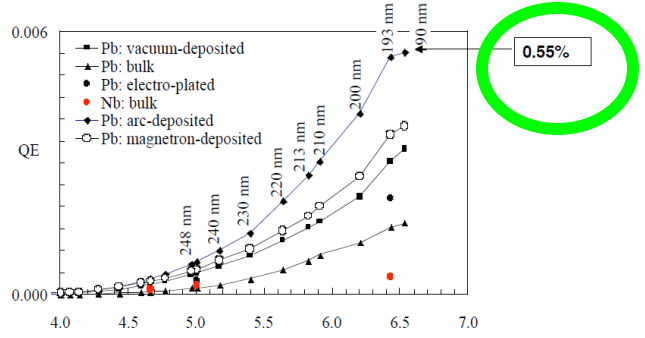 0.006
Pb: vacuum-deposited
Pb: bulk
Pb: electro-plated
Nb: bulk
Pb: arc-deposited
Pb: magnetron-deposited
QE
0.000
248 nm
240 nm
230 nm
220 nm
213 nm
210 nm
200 nm
193 nm
190 nm
0.55%
4.0 4.5 5.0 5.5 6.0 6.5 7.0